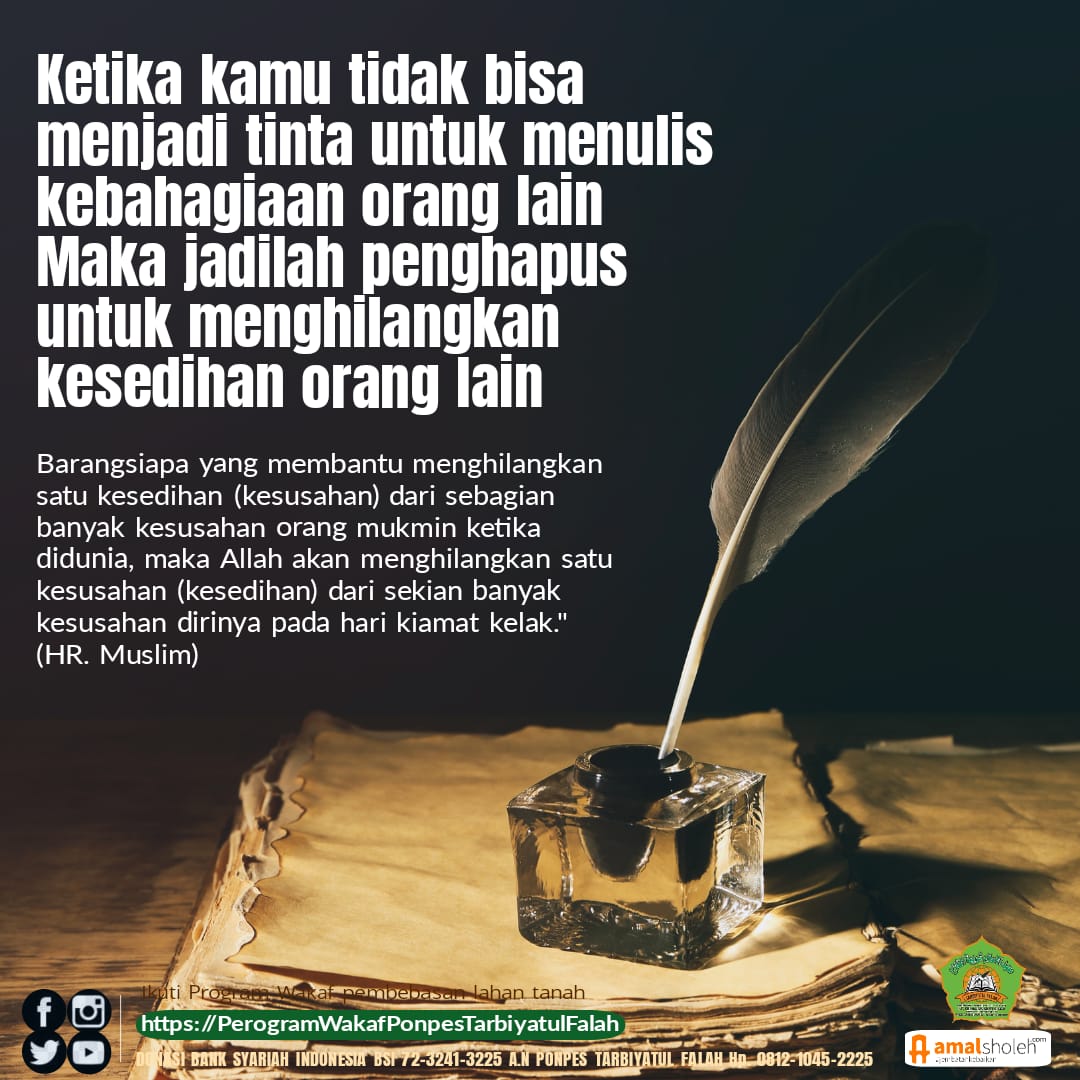 Ketika kamu tidak bisa
menjadi tinta untuk menulis
kebahagiaan orang lain
Maka jadilah penghapus
untuk menghilangkan
kesedihan orang lain
Barangsiapa yang membantu menghilangkan
satu kesedihan (kesusahan) dari sebagian
banyak kesusahan orang mukmin ketika
didunia, maka Allah akan menghilangkan satu
kesusahan (kesedihan) dari sekian banyak
kesusahan dirinya pada hari kiamat kelak."
(HR. Muslim)
Ikuti Program Wakaf pembebasan lahan tanah
https://PerogramWakafPonpesTarbiyatulFalah
DONASI BANK SYARIAH INDONESIA BSI 72-3241-3225 A.N PONPES TARBIYATUL FALAH Hp 0812-1045-2225
amalsholeh.com